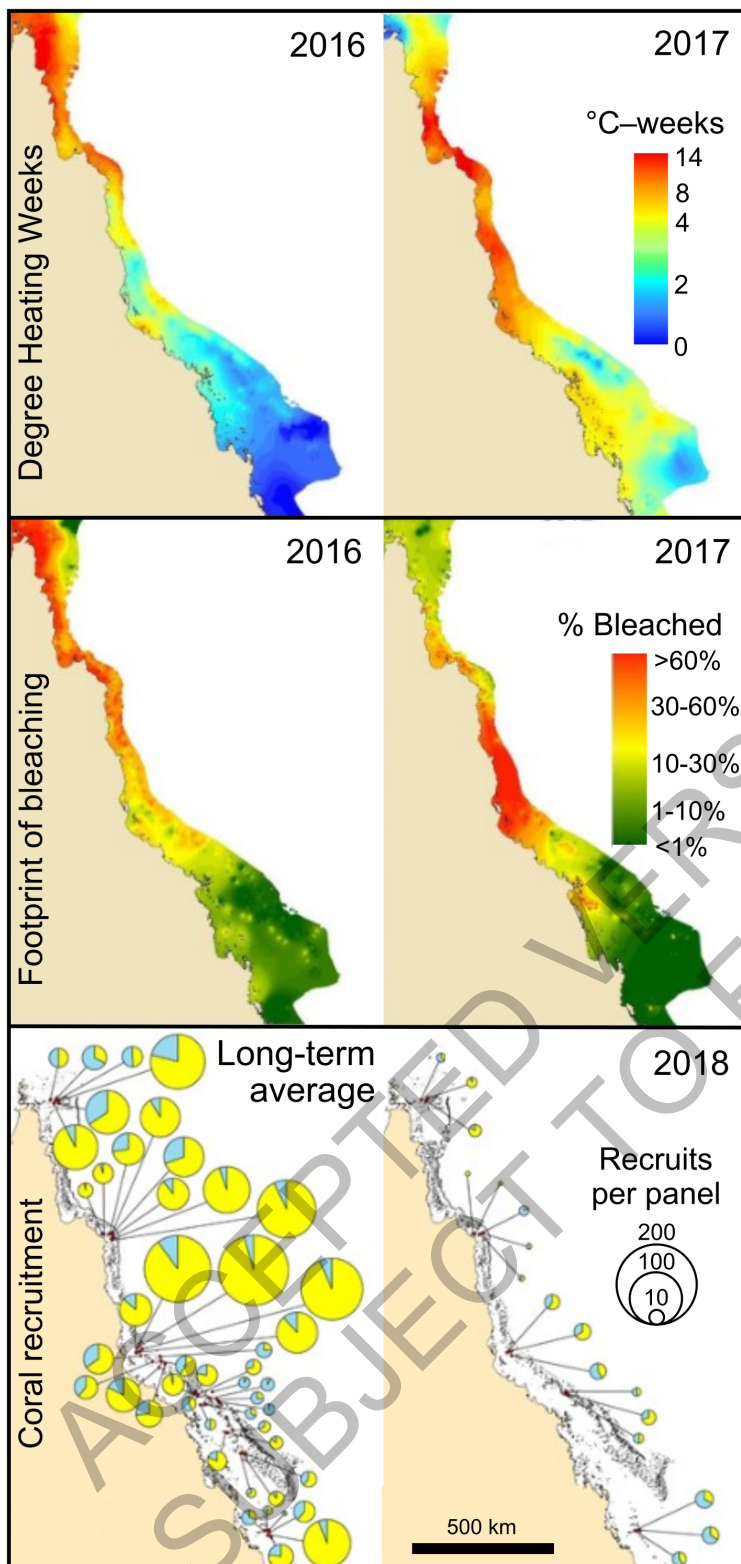 2016
2017
°C–weeks
14
8
4
2
0
Degree Heating Weeks
2016
2017
% Bleached
>60%
30-60%
10-30%
1-10%
<1%
Footprint of bleaching
Long-term
average
2018
Recruits
per panel
200
100
10
500 km
Coral recruitment
ACCEPTED VERS
SUBJECT TO E